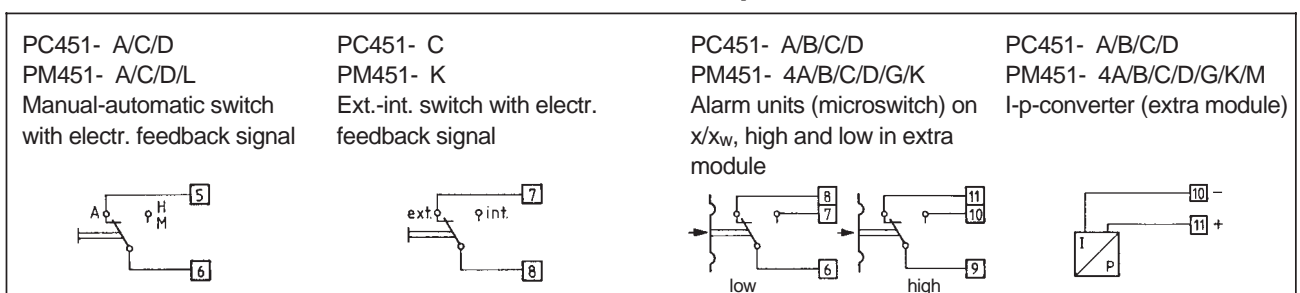 PC451- A/C/D
PM451- A/C/D/L
Manual-automatic switch
with electr. feedback signal
5
A H
M
6
PC451- C
PM451- K
Ext.-int. switch with electr.
feedback signal
7
ext. int.
8
PC451- A/B/C/D
PM451- 4A/B/C/D/G/K
Alarm units (microswitch) on
x/xw, high and low in extra
module
8
7
6
low
11
10
9
high
PC451- A/B/C/D
PM451- 4A/B/C/D/G/K/M
I-p-converter (extra module)
10 −
11 +
I
P